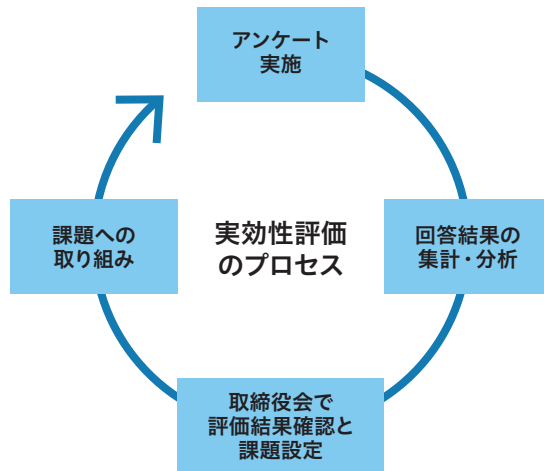 アンケート
実施
実効性評価
のプロセス
回答結果の
集計・分析
取締役会で
評価結果確認と
課題設定
課題への
取り組み